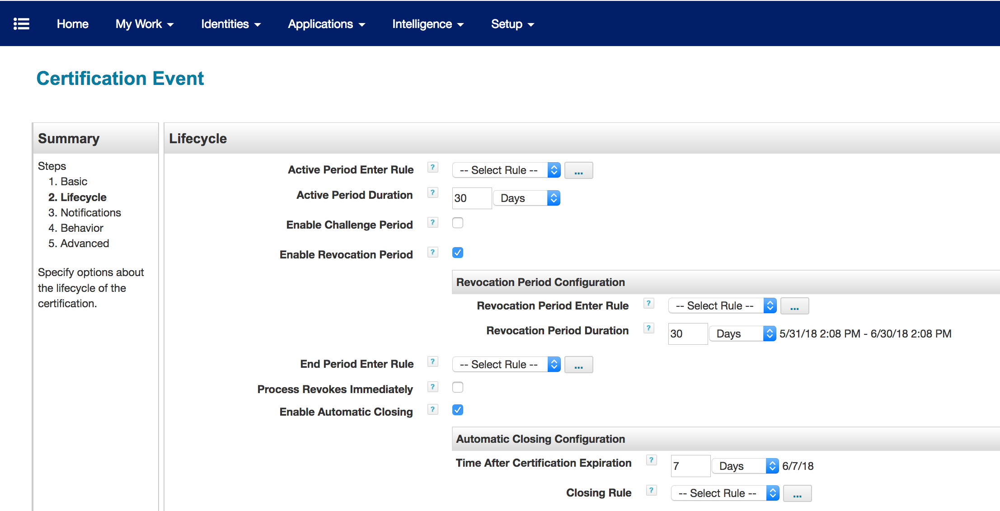 Home My Work Identities Applications Intelligence Setup
Certification Event
Summary
Steps
1. Basic
2. Lifecycle
3. Notifications
4. Behavior
5. Advanced
Specify options about
the lifecycle of the
certification.
Lifecycle
Active Period Enter Rule ? -- Select Rule -- ...
Active Period Duration ? 30 Days
Enable Challenge Period ?
Enable Revocation Period ?
Revocation Period Configuration
Revocation Period Enter Rule ? -- Select Rule -- ...
Revocation Period Duration ? 30 Days 5/31/18 2:08 PM - 6/30/18 2:08 PM
End Period Enter Rule ? -- Select Rule -- ...
Process Revokes Immediately ?
Enable Automatic Closing ?
Automatic Closing Configuration
Time After Certification Expiration ? 7 Days 6/7/18
Closing Rule ? -- Select Rule -- ...